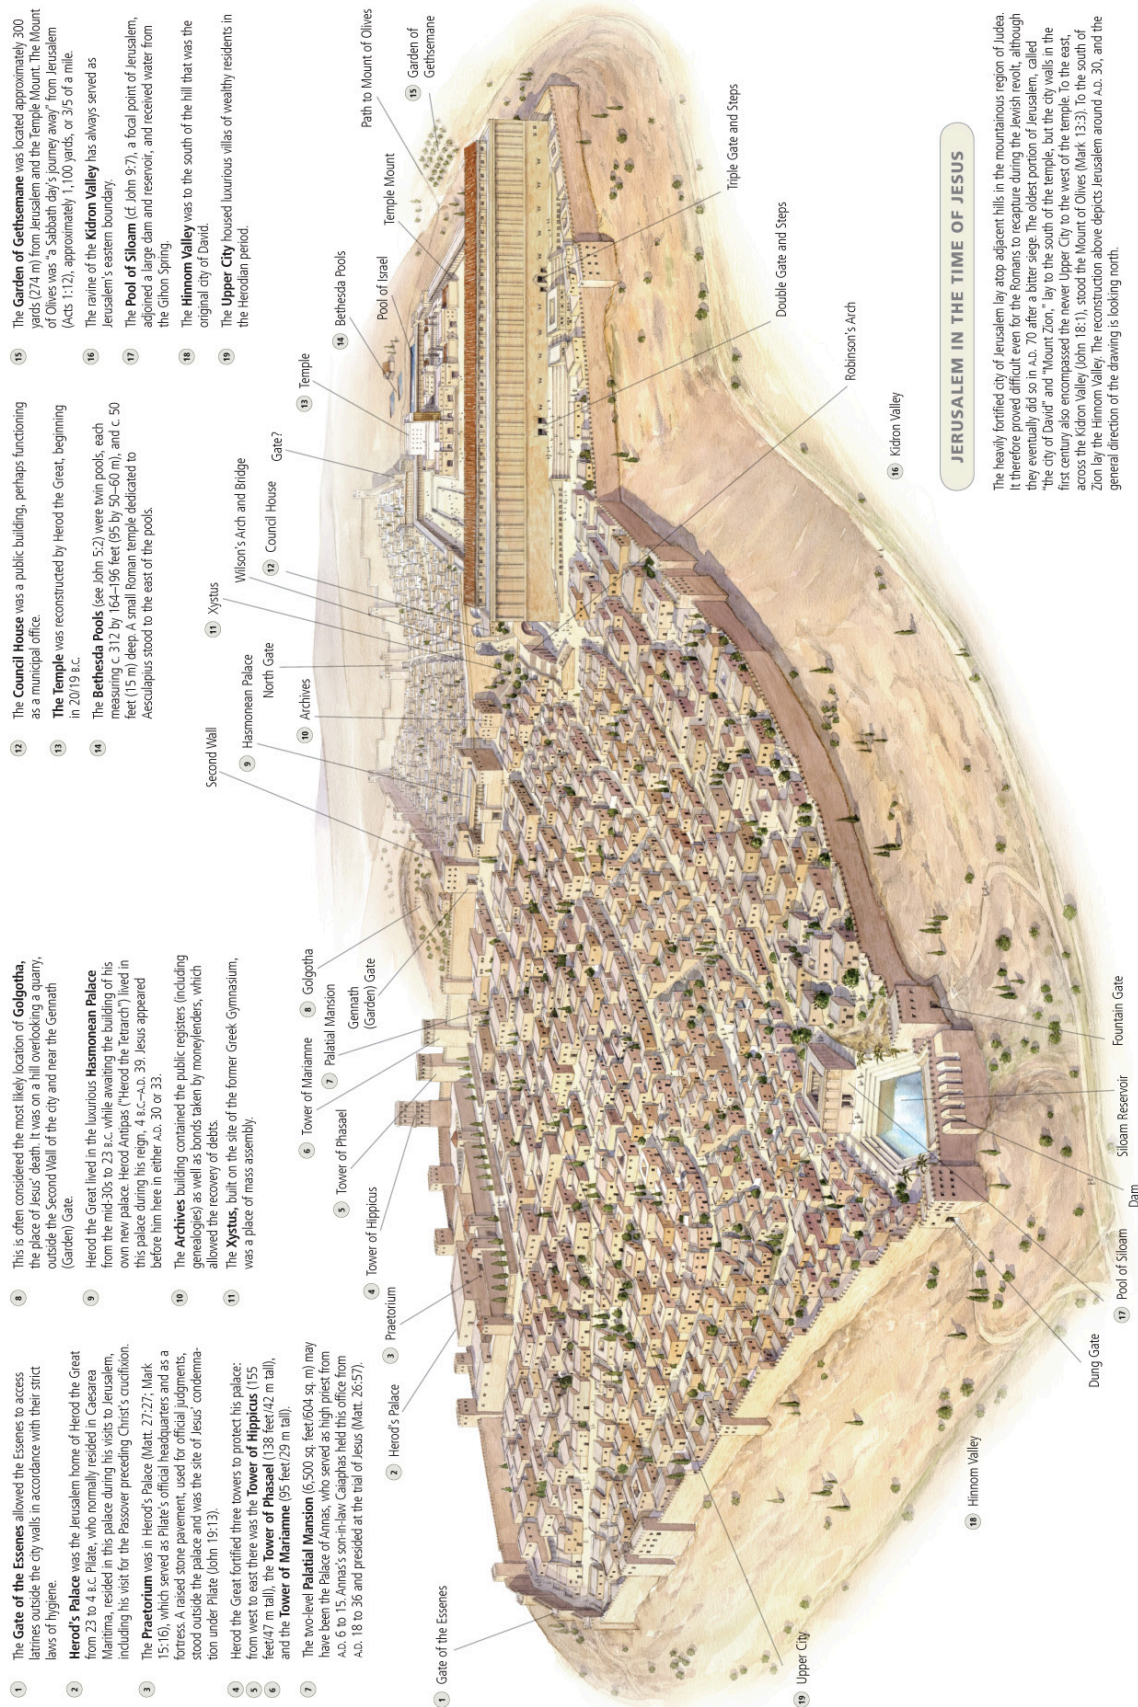 1 The Gate of the Essenes allowed the Essenes to access
latrines outside the city walls in accordance with their strict
laws of hygiene.
2 Herod's Palace was the Jerusalem home of Herod the Great
from 23 to 4 B.C. Pilate, who normally resided in Caesarea
Maritima, resided in this palace during his visits to Jerusalem,
including his visit for the Passover preceding Christ's crucifixion.
3 The Praetorium was in Herod's Palace (Matt. 27:27; Mark
15:16), which served as Pilate's official headquarters and as a
fortress. A raised stone pavement, used for official judgments,
stood outside the palace and was the site of Jesus' condemna-
tion under Pilate (John 19:13).
4 Herod the Great fortified three towers to protect his palace:
5 from west to east there was the Tower of Hippicus (155
6 feet/47 m tall), the Tower of Phasael (138 feet/42 m tall),
and the Tower of Mariamne (95 feet/29 m tall).
7 The two-level Palatial Mansion (6,500 sq. feet/604 sq. m) may
have been the Palace of Annas, who served as high priest from
A.D. 6 to 15. Annas's son-in-law Caiaphas held this office from
A.D. 18 to 36 and presided at the trial of Jesus (Matt. 26:57).
8 This is often considered the most likely location of Golgotha,
the place of Jesus' death. It was on a hill overlooking a quarry,
outside the Second Wall of the city and near the Gennath
(Garden) Gate.
9 Herod the Great lived in the luxurious Hasmonean Palace
from the mid-30s to 23 B.C. while awaiting the building of his
own new palace. Herod Antipas ("Herod the Tetrarch") lived in
this palace during his reign, 4 B.C.–A.D. 39. Jesus appeared
before him here in either A.D. 30 or 33.
10 The Archives building contained the public registers (including
genealogies) as well as bonds taken by moneylenders, which
allowed the recovery of debts.
11 The Xystus, built on the site of the former Greek Gymnasium,
was a place of mass assembly.
12 The Council House was a public building, perhaps functioning
as a municipal office.
13 The Temple was reconstructed by Herod the Great, beginning
in 20/19 B.C.
14 The Bethesda Pools (see John 5:2) were twin pools, each
measuring c. 312 by 164–196 feet (95 by 50–60 m), and c. 50
feet (15 m) deep. A small Roman temple dedicated to
Aesculapius stood to the east of the pools.
15 The Garden of Gethsemane was located approximately 300
yards (274 m) from Jerusalem and the Temple Mount. The Mount
of Olives was "a Sabbath day's journey away" from Jerusalem
(Acts 1:12), approximately 1,100 yards, or 3/5 of a mile.
16 The ravine of the Kidron Valley has always served as
Jerusalem's eastern boundary.
17 The Pool of Siloam (cf. John 9:7), a focal point of Jerusalem,
adjoined a large dam and reservoir, and received water from
the Gihon Spring.
18 The Hinnom Valley was to the south of the hill that was the
original city of David.
19 The Upper City housed luxurious villas of wealthy residents in
the Herodian period.
1 Gate of the Essenes
2 Herod's Palace
3 Praetorium
4 Tower of Hippicus
5 Tower of Phasael
6 Tower of Mariamne
7 Palatial Mansion
Gennath
(Garden) Gate
8 Golgotha
Second Wall
9 Hasmonean Palace
North Gate
10 Archives
11 Xystus
Wilson's Arch and Bridge
12 Council House
Gate?
13 Temple
14 Bethesda Pools
Pool of Israel
Temple Mount
Path to Mount of Olives
15 Garden of
Gethsemane
Triple Gate and Steps
Double Gate and Steps
Robinson's Arch
16 Kidron Valley
19 Upper City
18 Hinnom Valley
Dung Gate
17 Pool of Siloam
Dam
Siloam Reservoir
Fountain Gate
JERUSALEM IN THE TIME OF JESUS
The heavily fortified city of Jerusalem lay atop adjacent hills in the mountainous region of Judea.
It therefore proved difficult even for the Romans to recapture during the Jewish revolt, although
they eventually did so in A.D. 70 after a bitter siege. The oldest portion of Jerusalem, called
"the city of David" and "Mount Zion," lay to the south of the temple, but the city walls in the
first century also encompassed the newer Upper City to the west of the temple. To the east,
across the Kidron Valley (John 18:1), stood the Mount of Olives (Mark 13:3). To the south of
Zion lay the Hinnom Valley. The reconstruction above depicts Jerusalem around A.D. 30, and the
general direction of the drawing is looking north.